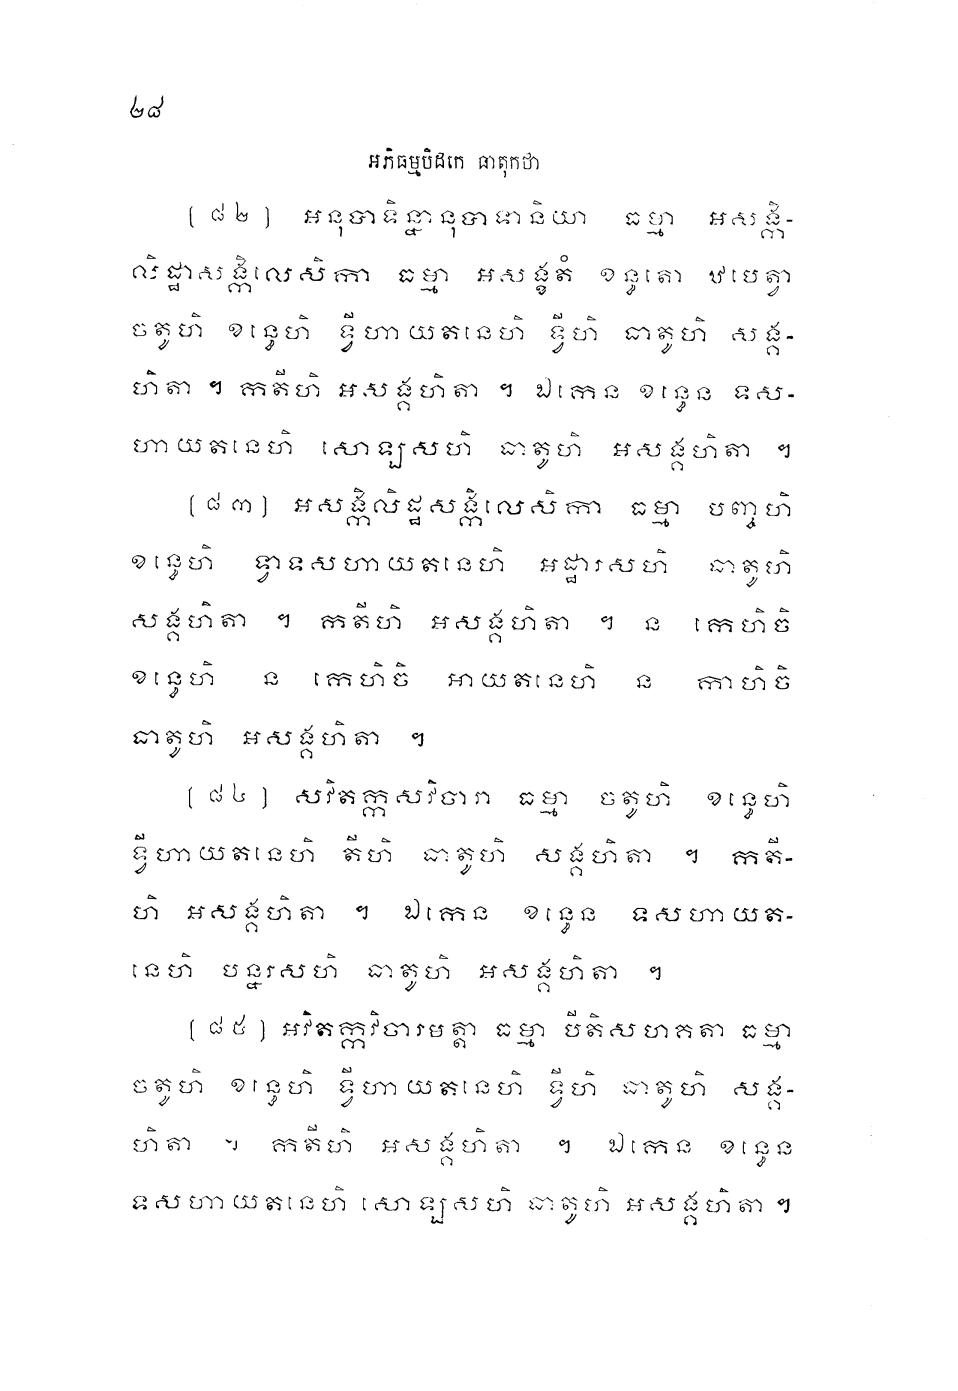 ២៨
អភិធម្មបិដកេ ធាតុកថា
(៨២) អនុបាទិន្នានុបាទានិយា ធម្មា អសង្កិ-
លិដ្ឋាសង្កិលេសិកា ធម្មា អសង្ខតំ ខន្ធតោ ឋបេត្វា
ចតូហិ ខន្ធេហិ ទ្វីហាយតនេហិ ទ្វីហិ ធាតូហិ សង្គ-
ហិតា ។ កតីហិ អសង្គហិតា ។ ឯកេន ខន្ធេន ទស-
ហាយតនេហិ សោឡសហិ ធាតូហិ អសង្គហិតា ។
(៨៣) អសង្កិលិដ្ឋសង្កិលេសិកា ធម្មា បញ្ចហិ
ខន្ធេហិ ទ្វាទសហាយតនេហិ អដ្ឋារសហិ ធាតូហិ
សង្គហិតា ។ កតីហិ អសង្គហិតា ។ ន កេហិចិ
ខន្ធេហិ ន កេហិចិ អាយតនេហិ ន កាហិចិ
ធាតូហិ អសង្គហិតា ។
(៨៤) សវិតក្កសវិចារា ធម្មា ចតូហិ ខន្ធេហិ
ទ្វីហាយតនេហិ តីហិ ធាតូហិ សង្គហិតា ។ កតី-
ហិ អសង្គហិតា ។ ឯកេន ខន្ធេន ទសហាយត-
នេហិ បន្នរសហិ ធាតូហិ អសង្គហិតា ។
(៨៥) អវិតក្កវិចារមត្តា ធម្មា បីតិសហគតា ធម្មា
ចតូហិ ខន្ធេហិ ទ្វីហាយតនេហិ ទ្វីហិ ធាតូហិ សង្គ-
ហិតា ។ កតីហិ អសង្គហិតា ។ ឯកេន ខន្ធេន
ទសហាយតនេហិ សោឡសហិ ធាតូហិ អសង្គហិតា ។